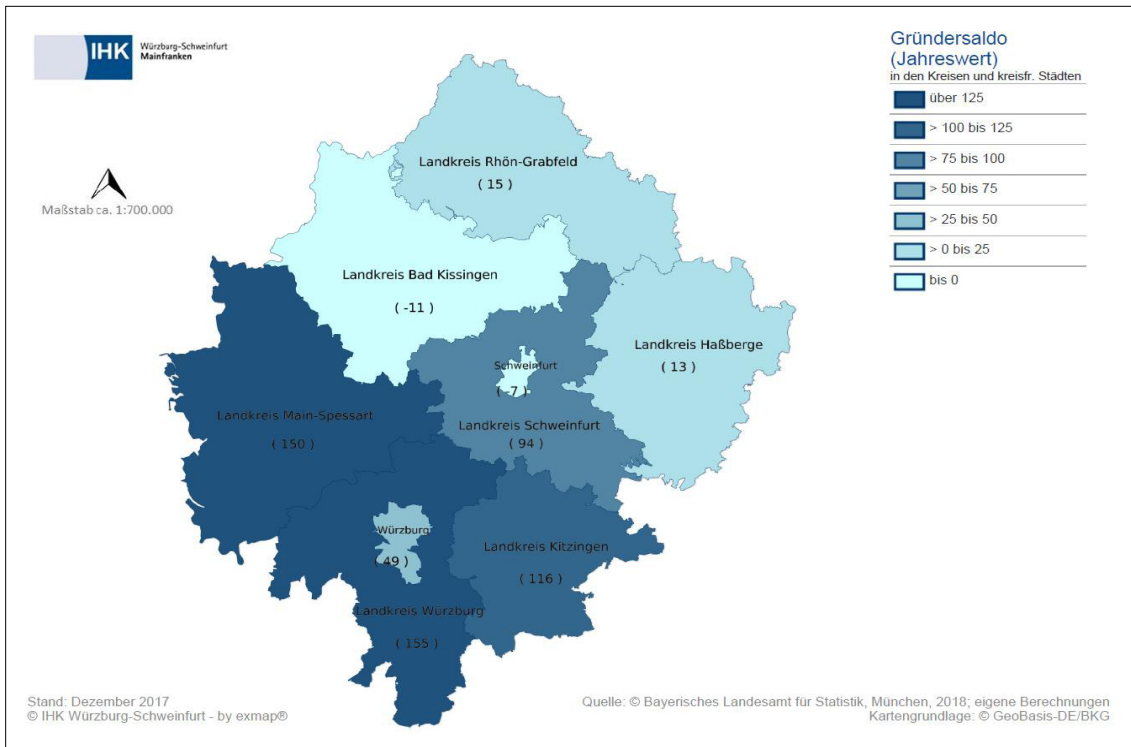 IHK
Würzburg-Schweinfurt
Mainfranken
Maßstab ca. 1:700.000
Gründersaldo
(Jahreswert)
in den Kreisen und kreisfr. Städten
über 125
> 100 bis 125
> 75 bis 100
> 50 bis 75
> 25 bis 50
> 0 bis 25
bis 0
Landkreis Rhön-Grabfeld
( 15 )
Landkreis Bad Kissingen
( -11 )
Landkreis Haßberge
( 13 )
Schweinfurt
( -7 )
Landkreis Main-Spessart
( 150 )
Landkreis Schweinfurt
( 94 )
Würzburg
( 49 )
Landkreis Kitzingen
( 116 )
Landkreis Würzburg
( 155 )
Stand: Dezember 2017
© IHK Würzburg-Schweinfurt - by exmap®
Quelle: © Bayerisches Landesamt für Statistik, München, 2018; eigene Berechnungen
Kartengrundlage: © GeoBasis-DE/BKG